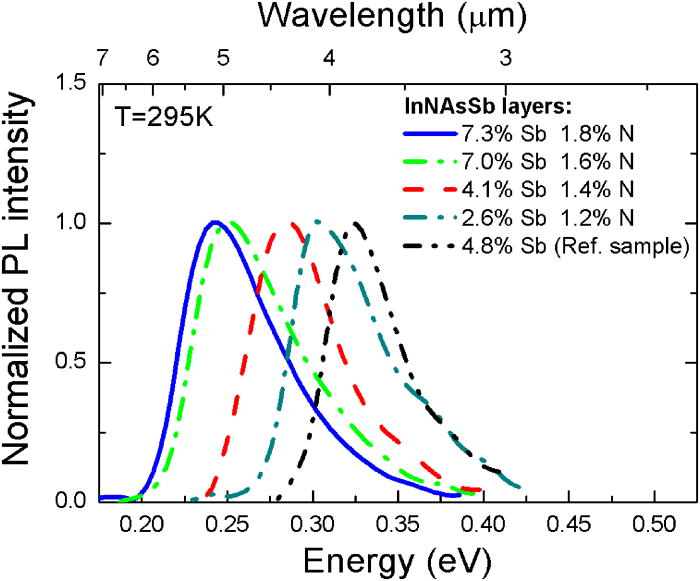 Wavelength (μm)
7 6 5 4 3
1.5
1.0
0.5
0.0
Normalized PL intensity
T=295K
InNAsSb layers:
7.3% Sb 1.8% N
7.0% Sb 1.6% N
4.1% Sb 1.4% N
2.6% Sb 1.2% N
4.8% Sb (Ref. sample)
0.20 0.25 0.30 0.35 0.40 0.45 0.50
Energy (eV)